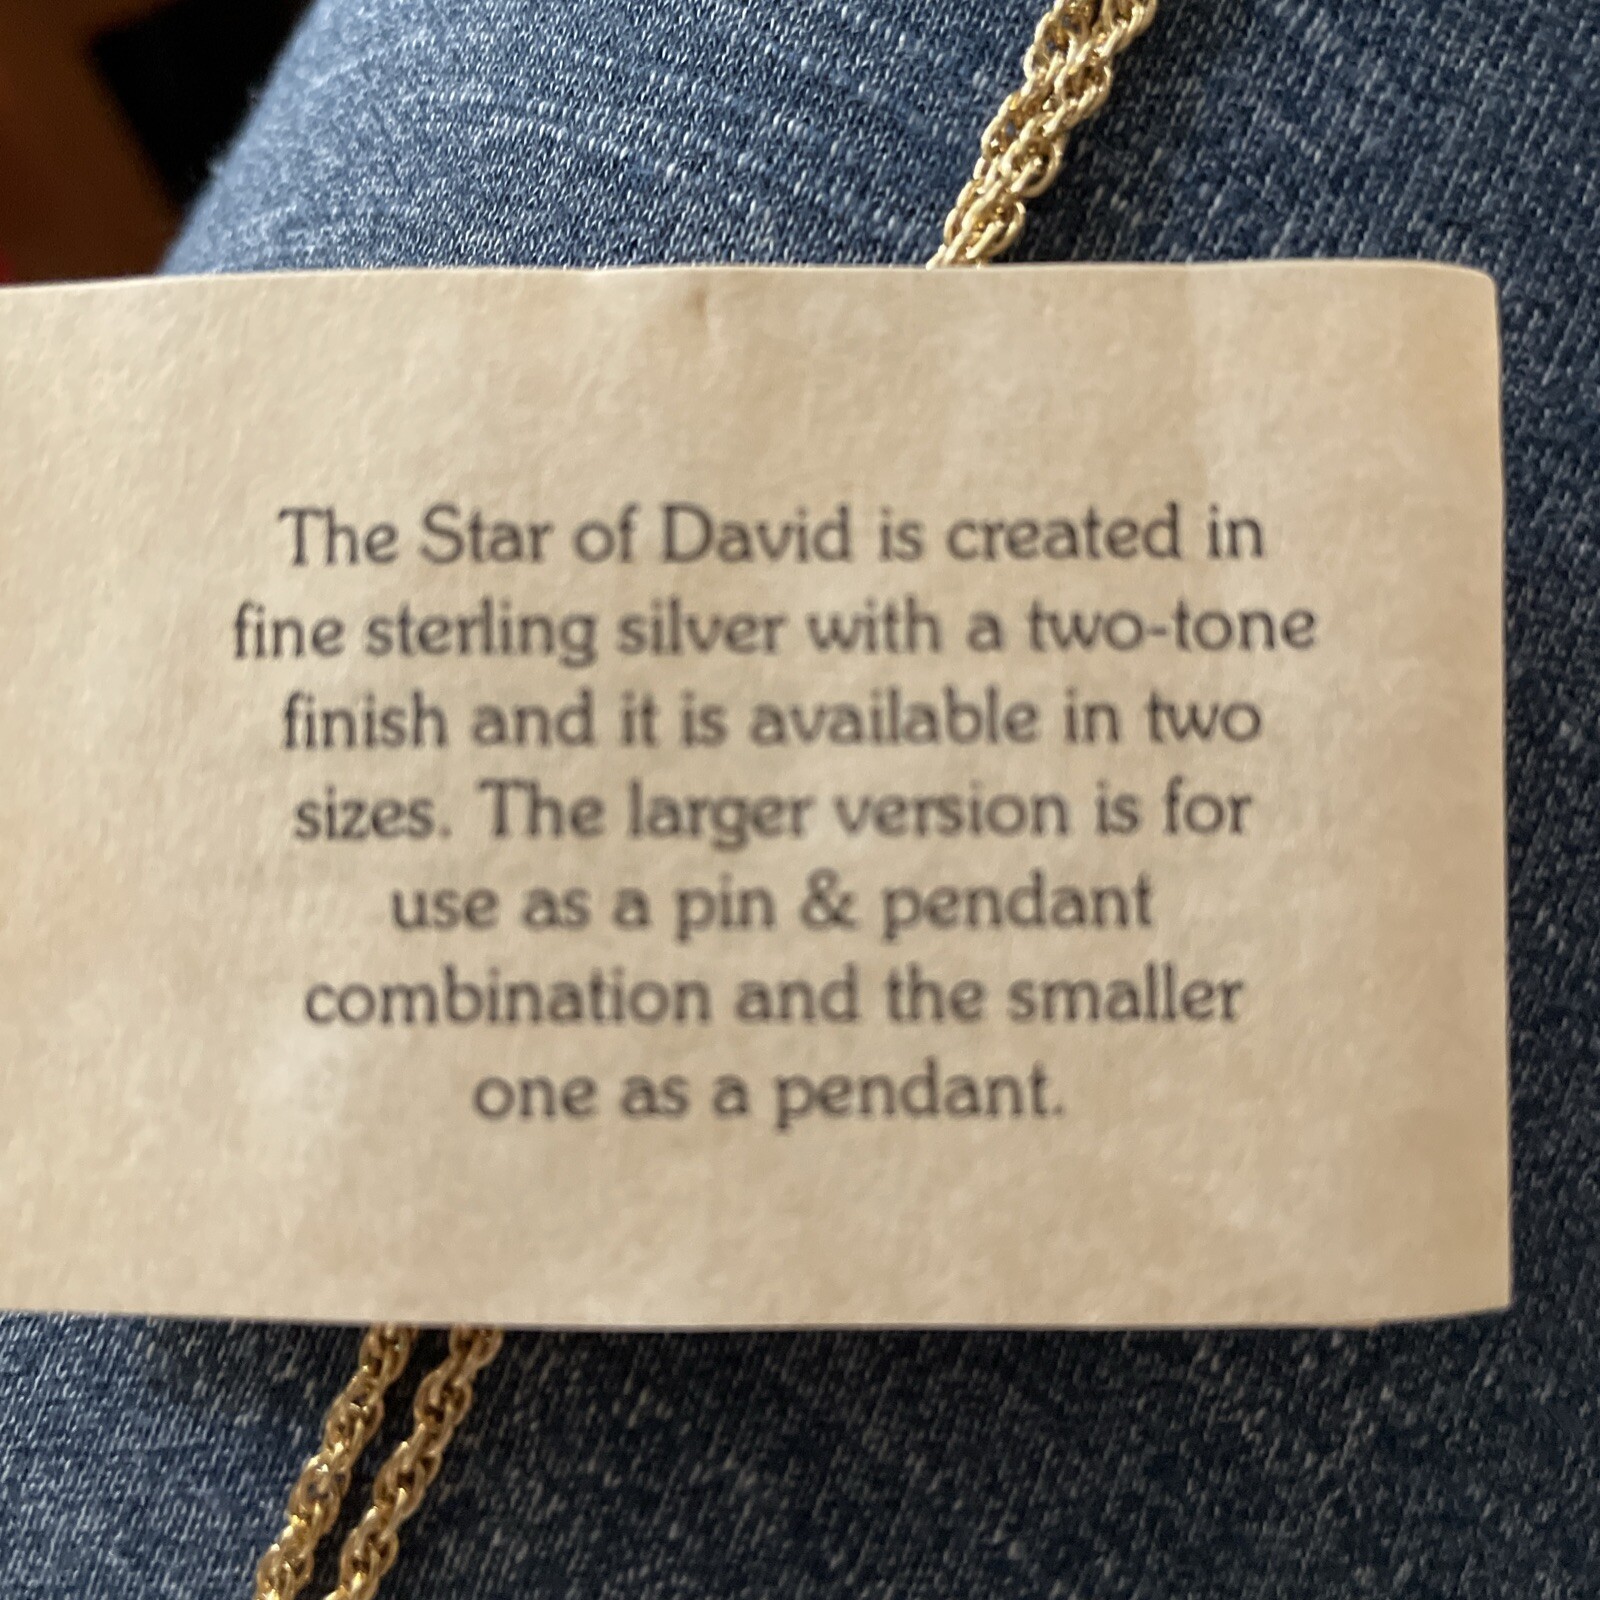 The Star of David is created in
fine sterling silver with a two-tone
finish and it is available in two
sizes. The larger version is for
use as a pin & pendant
combination and the smaller
one as a pendant.